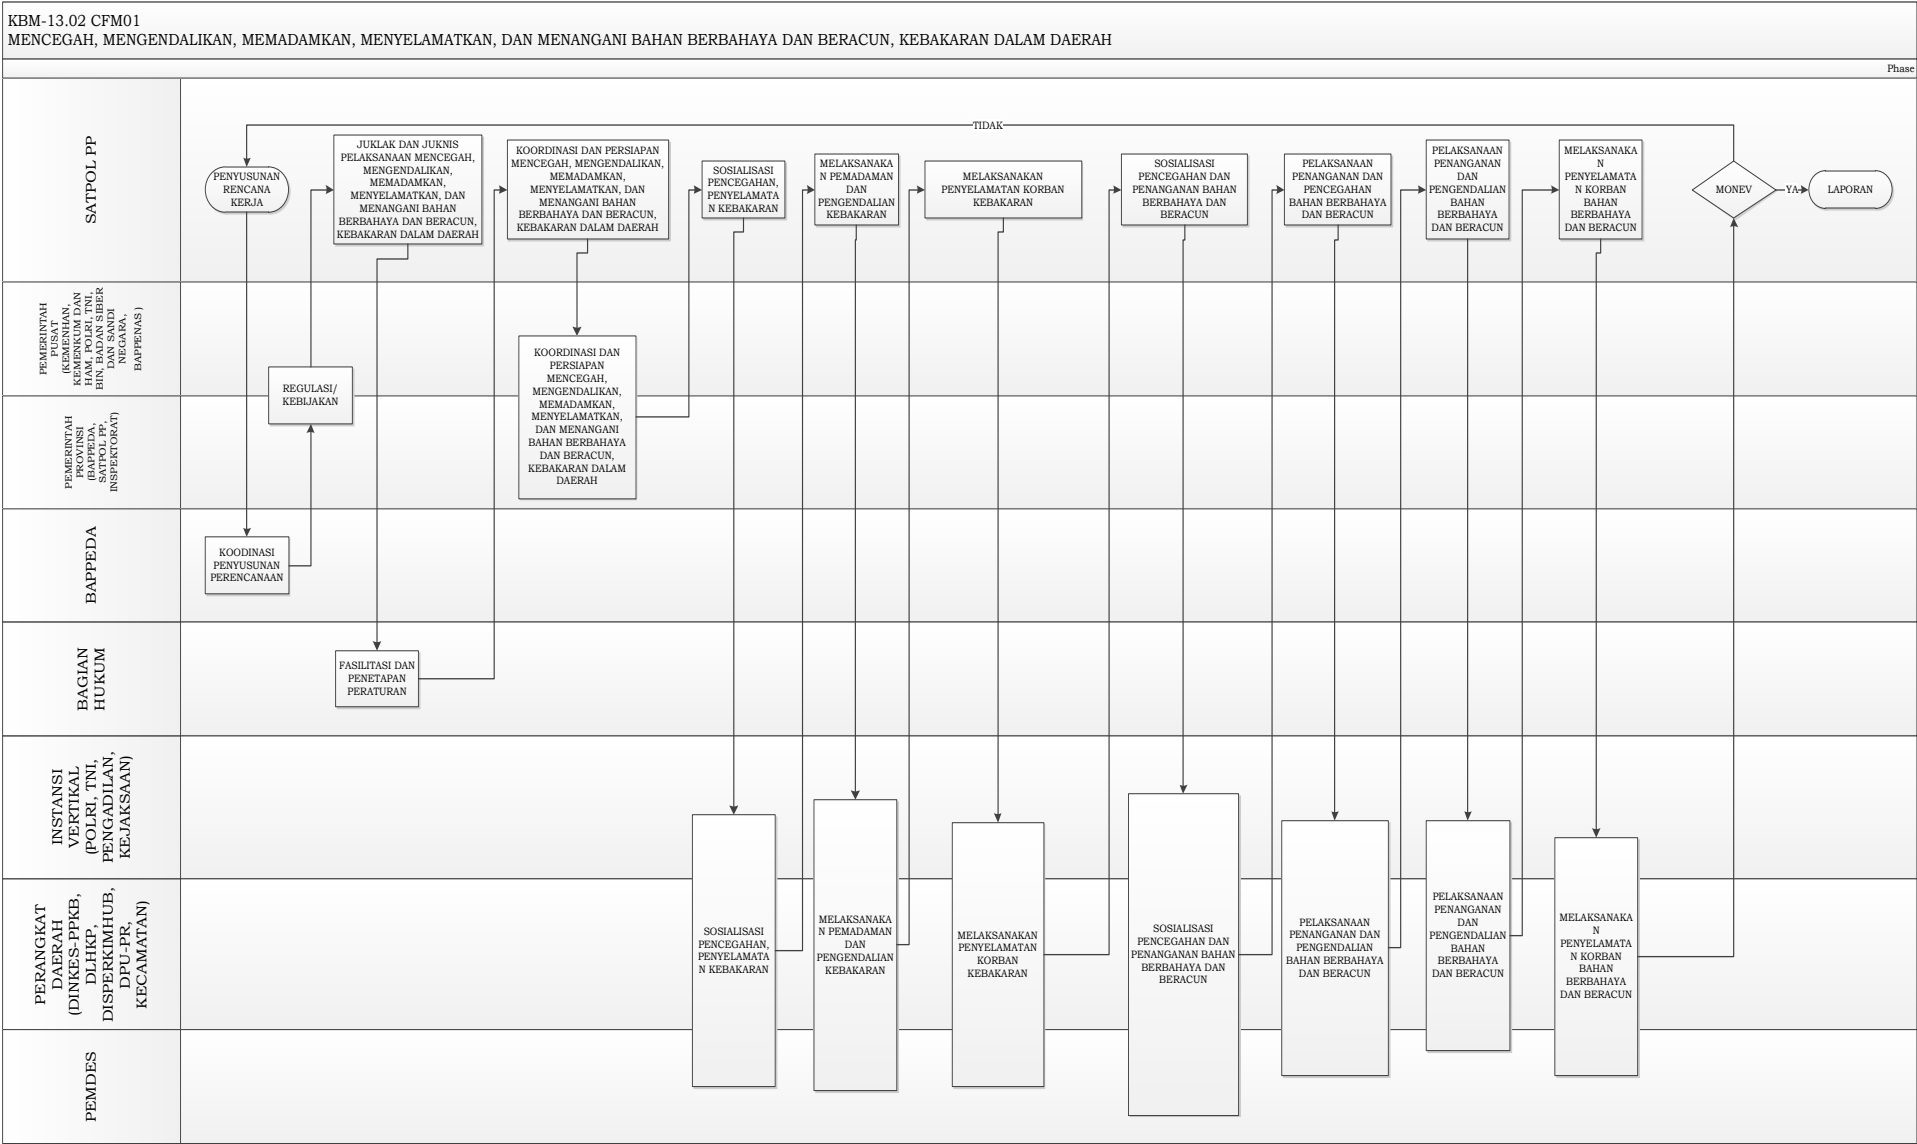 KBM-13.02 CFM01
MENCEGAH, MENGENDALIKAN, MEMADAMKAN, MENYELAMATKAN, DAN MENANGANI BAHAN BERBAHAYA DAN BERACUN, KEBAKARAN DALAM DAERAH
Phase
SATPOL PP
PENYUSUNAN
RENCANA
KERJA
JUKLAK DAN JUKNIS
PELAKSANAAN MENCEGAH,
MENGENDALIKAN,
MEMADAMKAN,
MENYELAMATKAN, DAN
MENANGANI BAHAN
BERBAHAYA DAN BERACUN,
KEBAKARAN DALAM DAERAH
KOORDINASI DAN PERSIAPAN
MENCEGAH, MENGENDALIKAN,
MEMADAMKAN,
MENYELAMATKAN, DAN
MENANGANI BAHAN
BERBAHAYA DAN BERACUN,
KEBAKARAN DALAM DAERAH
SOSIALISASI
PENCEGAHAN,
PENYELAMATA
N KEBAKARAN
MELAKSANAKA
N PEMADAMAN
DAN
PENGENDALIAN
KEBAKARAN
MELAKSANAKAN
PENYELAMATAN KORBAN
KEBAKARAN
TIDAK
SOSIALISASI
PENCEGAHAN DAN
PENANGANAN BAHAN
BERBAHAYA DAN
BERACUN
PELAKSANAAN
PENANGANAN DAN
PENCEGAHAN
BAHAN BERBAHAYA
DAN BERACUN
PELAKSANAAN
PENANGANAN
DAN
PENGENDALIAN
BAHAN
BERBAHAYA
DAN BERACUN
MELAKSANAKA
N
PENYELAMATA
N KORBAN
BAHAN
BERBAHAYA
DAN BERACUN
MONEV
YA
LAPORAN
PEMERINTAH
PUSAT
(KEMENHAN,
KEMENKUM DAN
HAM, POLRI, TNI,
BIN, BADAN SIBER
DAN SANDI
NEGARA,
BAPPENAS )
REGULASI/
KEBIJAKAN
KOORDINASI DAN
PERSIAPAN
MENCEGAH,
MENGENDALIKAN,
MEMADAMKAN,
MENYELAMATKAN,
DAN MENANGANI
BAHAN BERBAHAYA
DAN BERACUN,
KEBAKARAN DALAM
DAERAH
PEMERINTAH
PROVINSI
(BAPPEDA,
SATPOL PP,
INSPEKTORAT)
BAPPEDA
KOODINASI
PENYUSUNAN
PERENCANAAN
BAGIAN
HUKUM
FASILITASI DAN
PENETAPAN
PERATURAN
INSTANSI
VERTIKAL
(POLRI, TNI,
PENGADILAN,
KEJAKSAAN)
PERANGKAT
DAERAH
(DINKES-PPKB,
DLHKP,
DISPERKIMHUB,
DPU-PR,
KECAMATAN)
SOSIALISASI
PENCEGAHAN,
PENYELAMATA
N KEBAKARAN
MELAKSANAKA
N PEMADAMAN
DAN
PENGENDALIAN
KEBAKARAN
MELAKSANAKAN
PENYELAMATAN
KORBAN
KEBAKARAN
SOSIALISASI
PENCEGAHAN DAN
PENANGANAN BAHAN
BERBAHAYA DAN
BERACUN
PELAKSANAAN
PENANGANAN DAN
PENGENDALIAN
BAHAN BERBAHAYA
DAN BERACUN
PELAKSANAAN
PENANGANAN
DAN
PENGENDALIAN
BAHAN
BERBAHAYA
DAN BERACUN
MELAKSANAKA
N
PENYELAMATA
N KORBAN
BAHAN
BERBAHAYA
DAN BERACUN
PEMDES